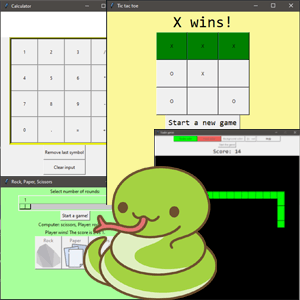 Calculator
1 2 3 /
4 5 6
7 8 9
0 . = +
Remove last symbol
Clear input
Tic tac toe
X wins!
X X X
O X
O O
Start a new game
Score: 14
Rock, Paper, Scissors
Select number of rounds:
1
Start a game!
Computer: scissors, Player
Player wins! The score is
Rock Paper